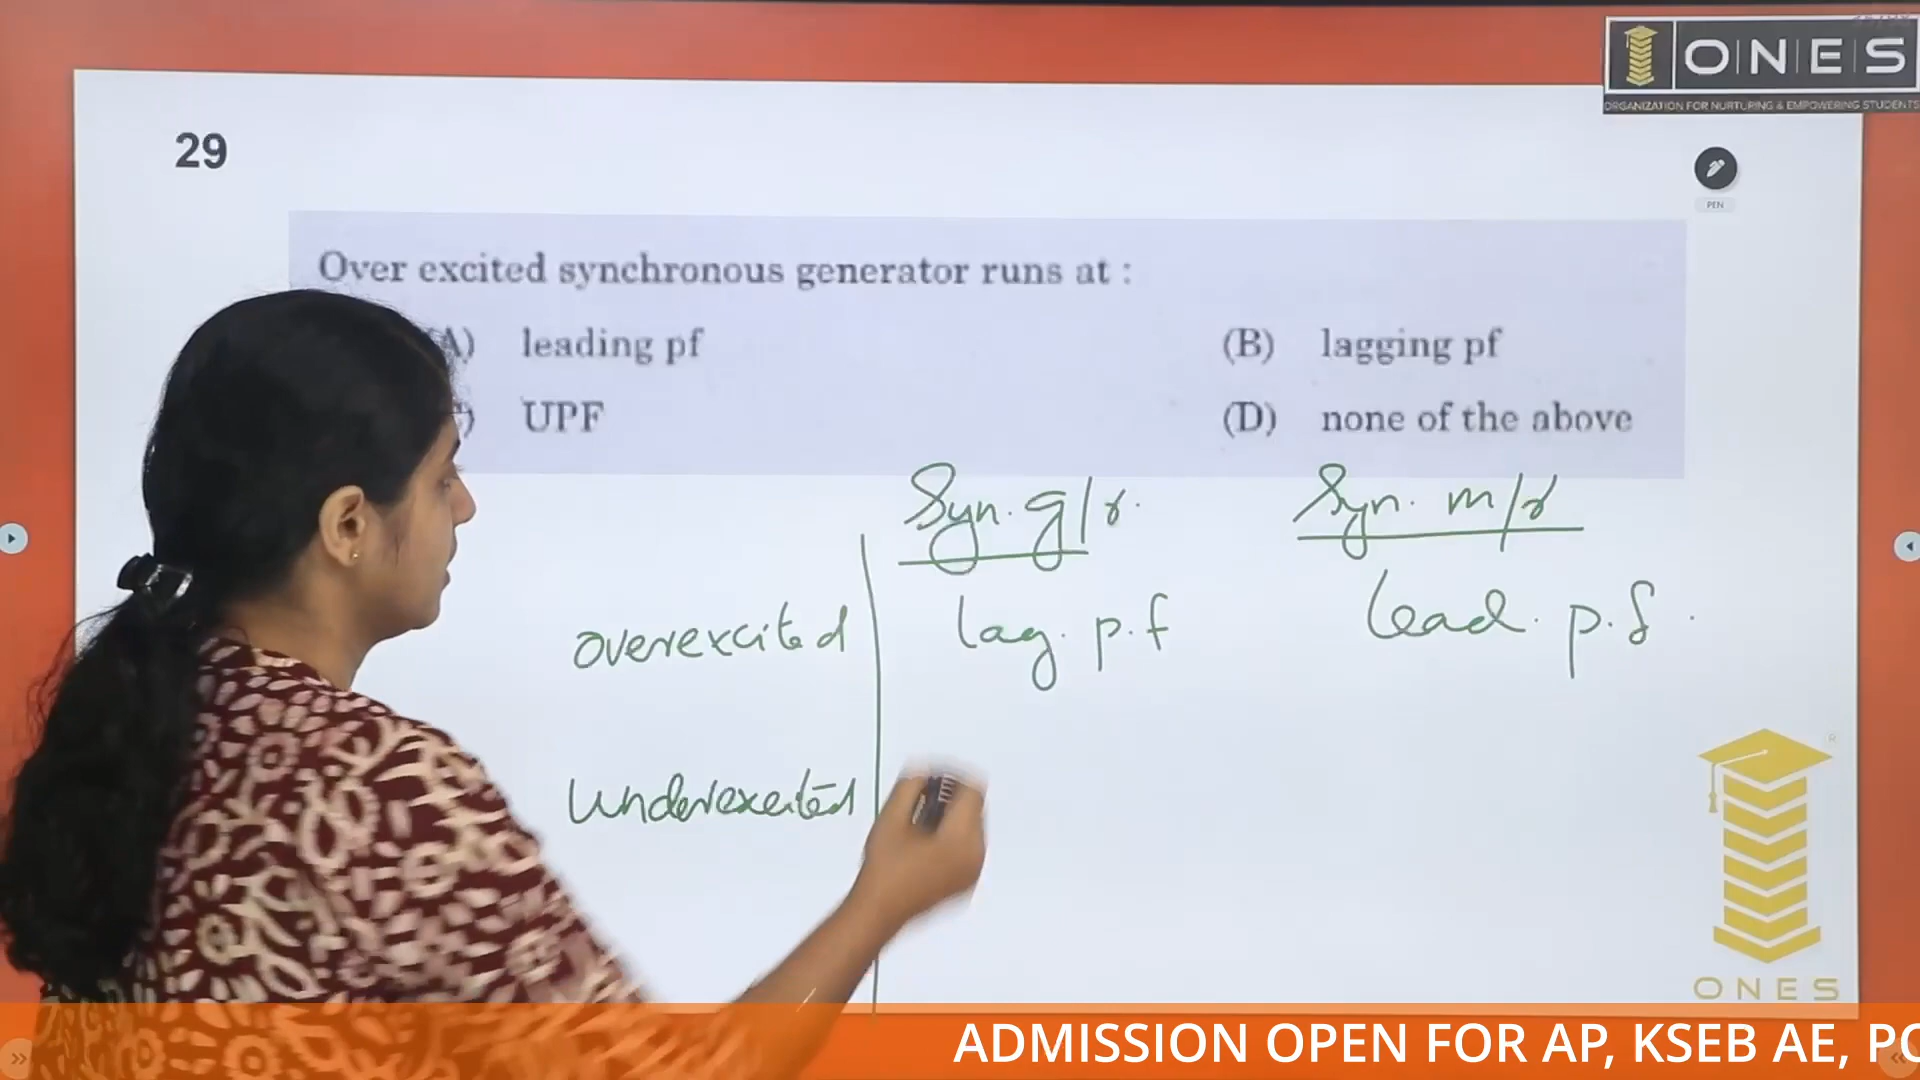 ONES
ORGANIZATION FOR NURTURING & EMPOWERING STUDENTS
29
PEN
Over excited synchronous generator runs at :
A) leading pf
(B) lagging pf
) UPF
(D) none of the above
Syn. g/r.
Syn. m/r
overexcited
lag. p.f
lead. p.f.
underexcited
ONES
ADMISSION OPEN FOR AP, KSEB AE, PO